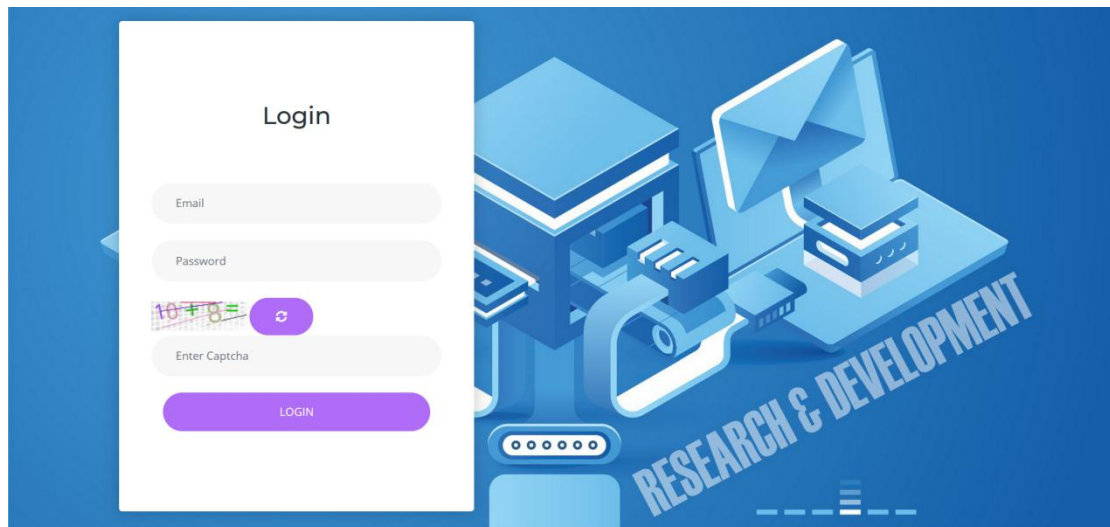 Login
Email
Password
10 + 8 =
Enter Captcha
LOGIN
RESEARCH & DEVELOPMENT